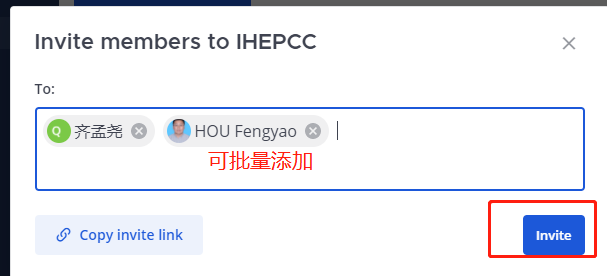 Invite members to IHEPCC
To:
Q 齐孟尧 HOU Fengyao
可批量添加
Copy invite link
Invite